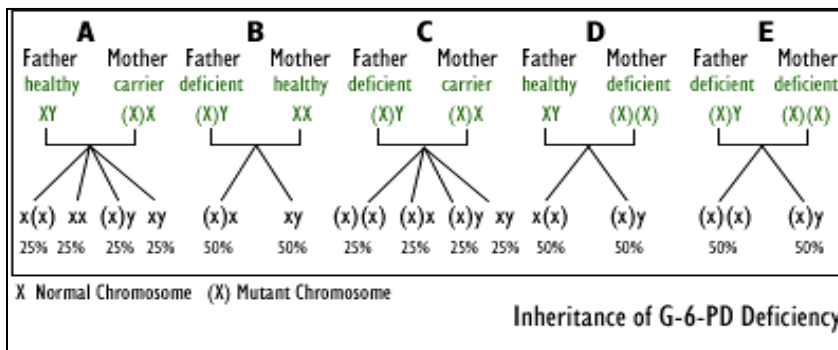 A B C D E
Father Mother Father Mother Father Mother Father Mother Father Mother
healthy carrier deficient healthy deficient carrier healthy deficient deficient deficient
XY (X)X (X)Y XX (X)Y (X)X XY (X)(X) (X)Y (X)(X)
x(x) xx (x)y xy (x)x xy (x)(x) (x)x (x)y xy x(x) (x)y (x)(x) (x)y
25% 25% 25% 25% 50% 50% 25% 25% 25% 25% 50% 50% 50% 50%
X Normal Chromosome (X) Mutant Chromosome
Inheritance of G-6-PD Deficiency